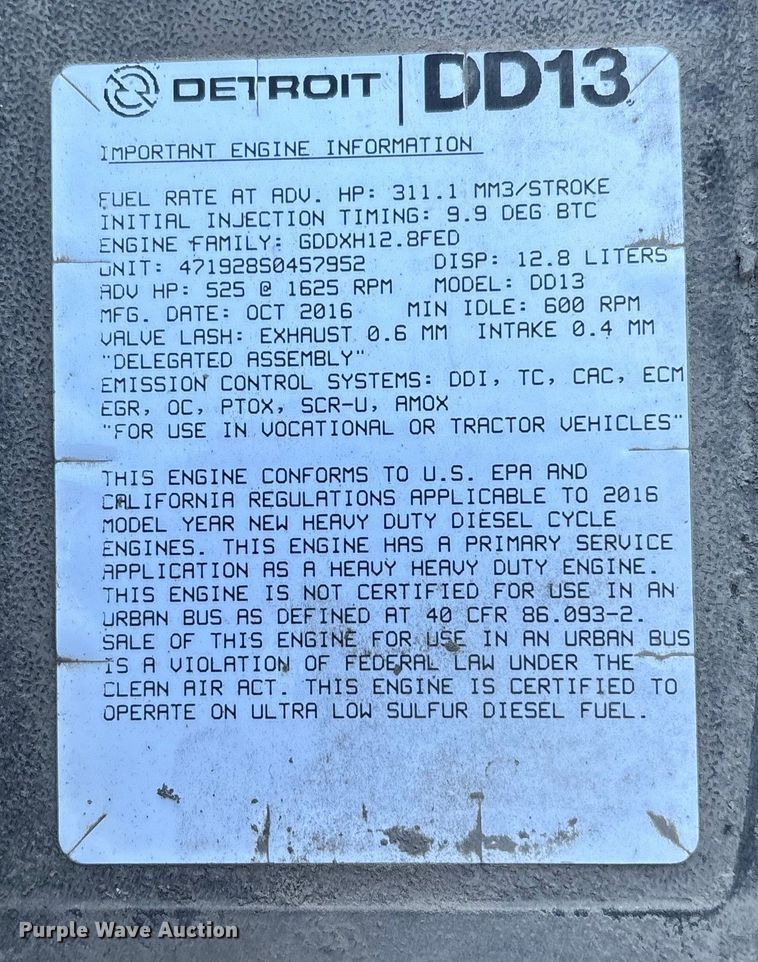 DETROIT DD13
IMPORTANT ENGINE INFORMATION
FUEL RATE AT ADV. HP: 311.1 MM3/STROKE
INITIAL INJECTION TIMING: 9.9 DEG BTC
ENGINE FAMILY: GDDXH12.8FED
UNIT: 471928S0457952 DISP: 12.8 LITERS
ADV HP: 525 @ 1625 RPM MODEL: DD13
MFG. DATE: OCT 2016 MIN IDLE: 600 RPM
VALVE LASH: EXHAUST 0.6 MM INTAKE 0.4 MM
"DELEGATED ASSEMBLY"
EMISSION CONTROL SYSTEMS: DDI, TC, CAC, ECM
EGR, OC, PTOX, SCR-U, AMOX
"FOR USE IN VOCATIONAL OR TRACTOR VEHICLES"
THIS ENGINE CONFORMS TO U.S. EPA AND
CALIFORNIA REGULATIONS APPLICABLE TO 2016
MODEL YEAR NEW HEAVY DUTY DIESEL CYCLE
ENGINES. THIS ENGINE HAS A PRIMARY SERVICE
APPLICATION AS A HEAVY HEAVY DUTY ENGINE.
THIS ENGINE IS NOT CERTIFIED FOR USE IN AN
URBAN BUS AS DEFINED AT 40 CFR 86.093-2.
SALE OF THIS ENGINE FOR USE IN AN URBAN BUS
IS A VIOLATION OF FEDERAL LAW UNDER THE
CLEAN AIR ACT. THIS ENGINE IS CERTIFIED TO
OPERATE ON ULTRA LOW SULFUR DIESEL FUEL.
Purple Wave Auction